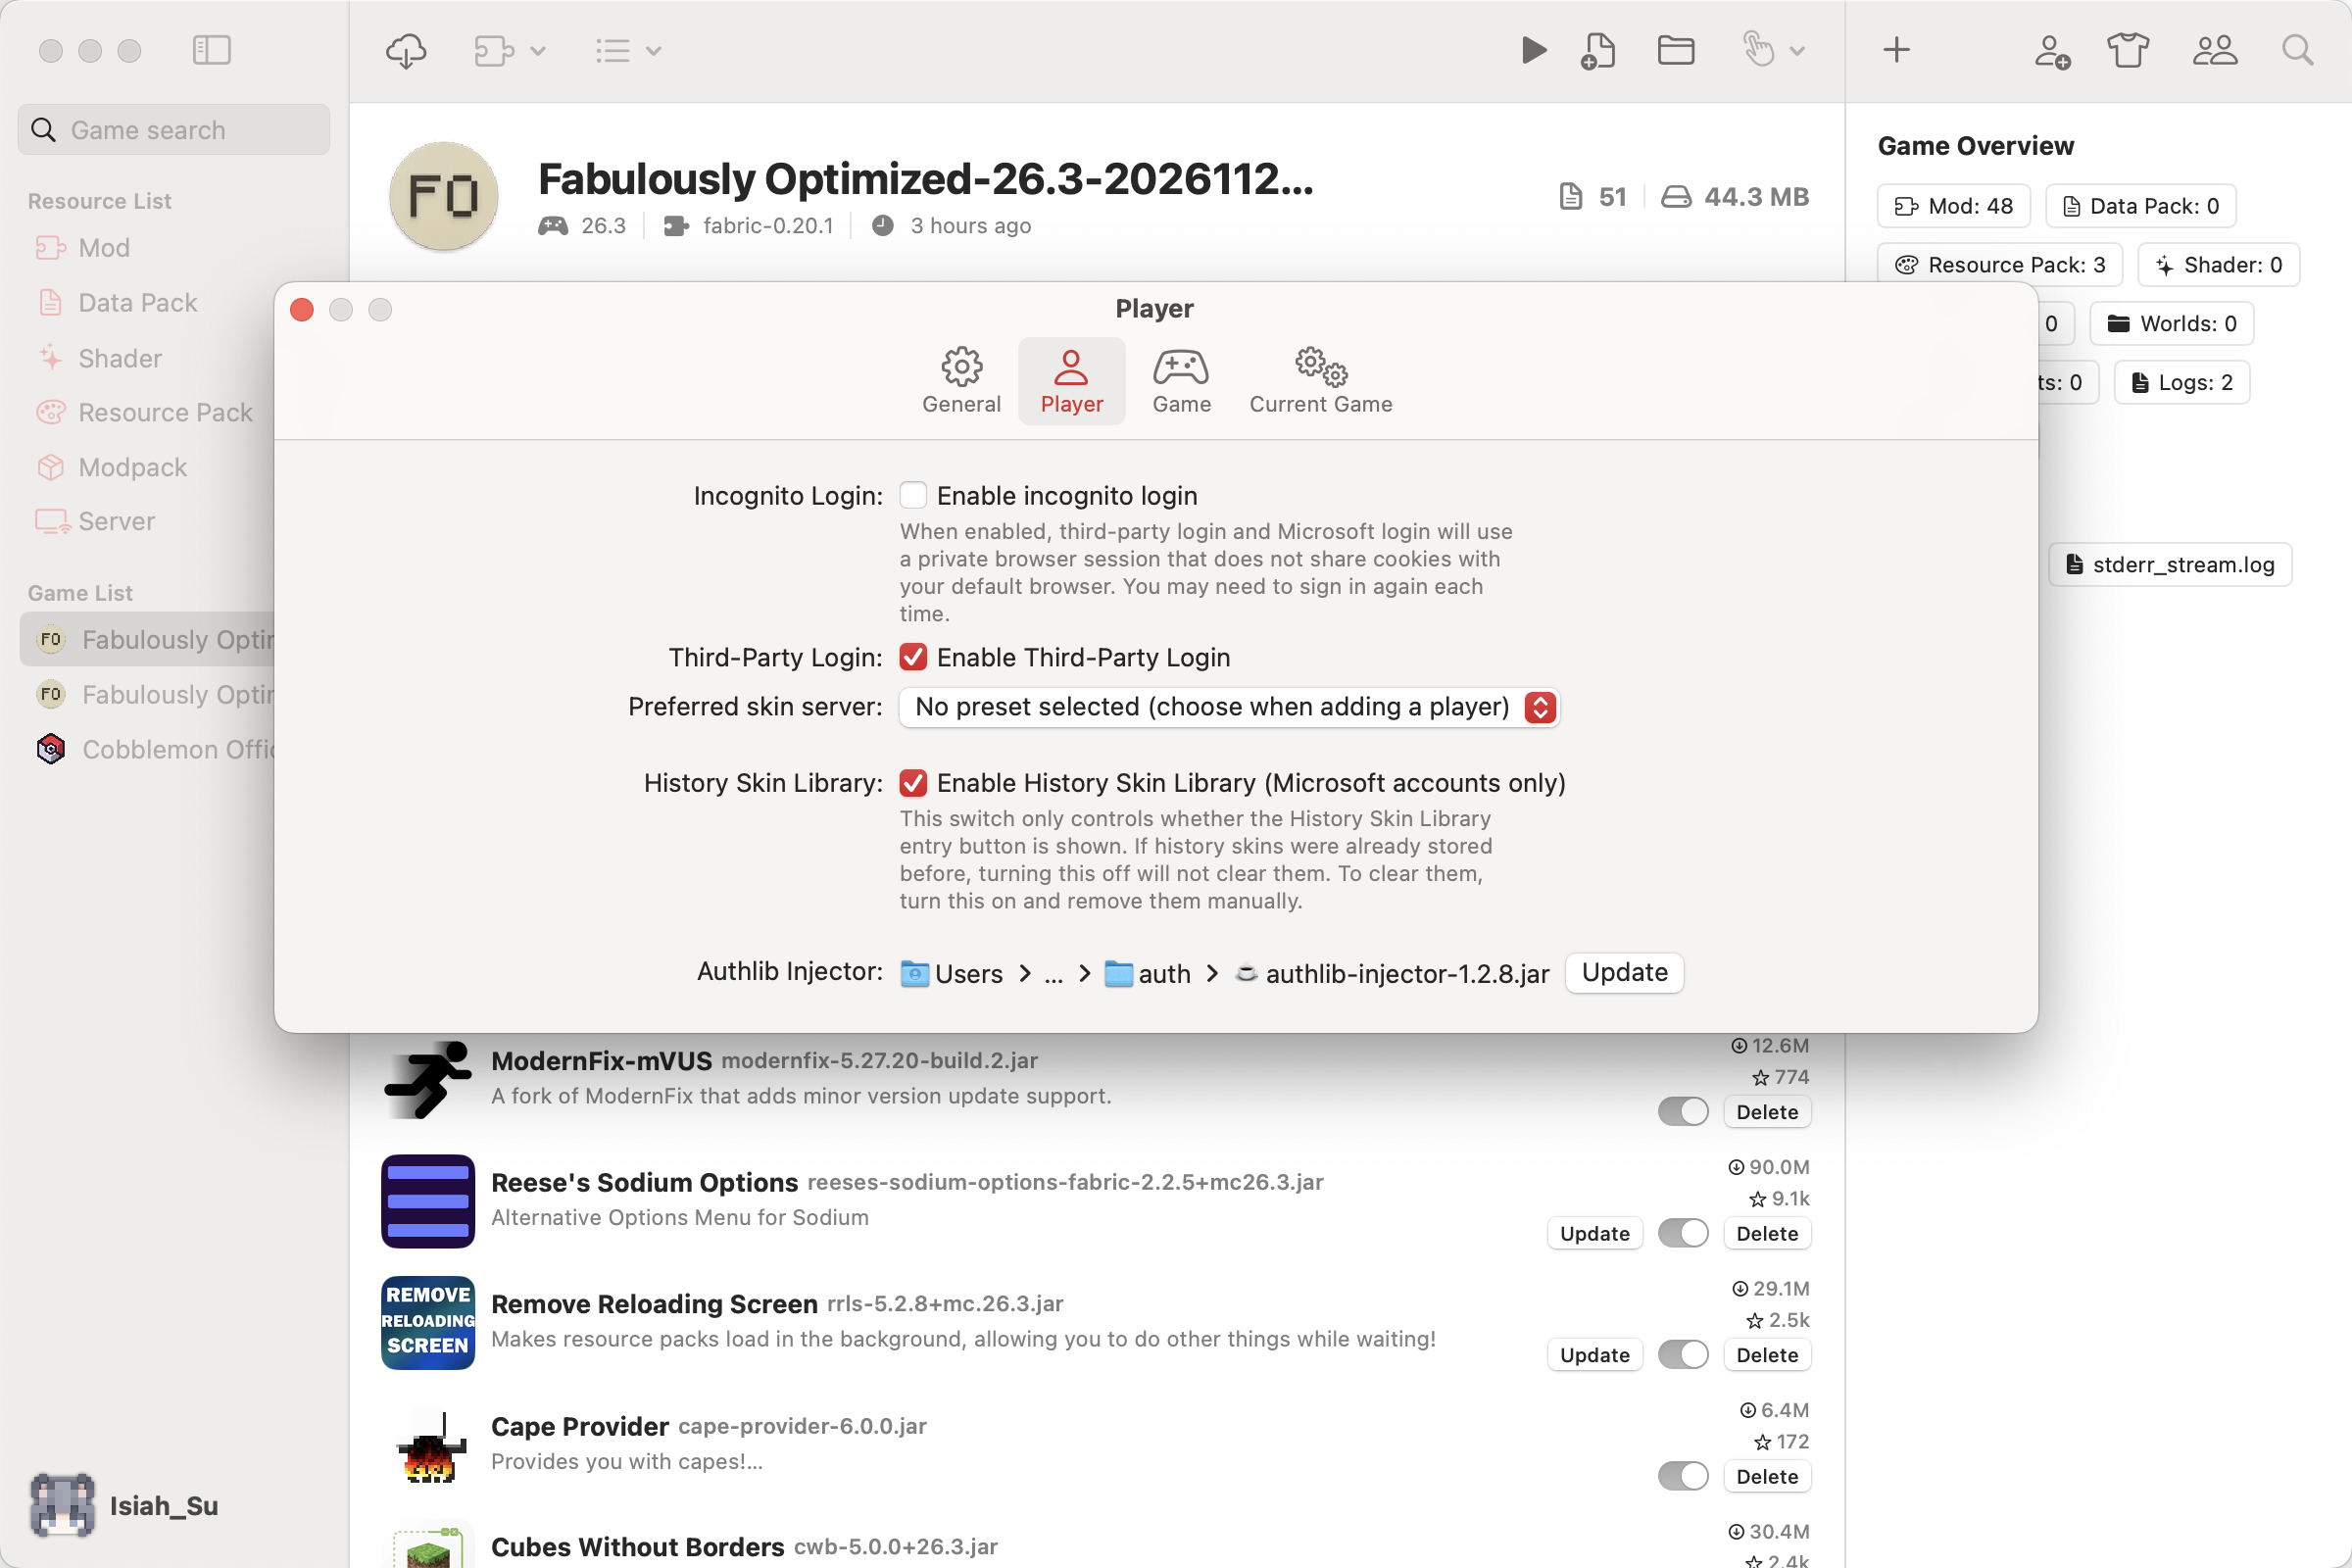 Game search
Resource List
Mod
Data Pack
Shader
Resource Pack
Modpack
Server
Game List
Fabulously Optin
Fabulously Optin
Cobblemon Offic
Isiah_Su
FO
Fabulously Optimized-26.3-2026112...
26.3
fabric-0.20.1
3 hours ago
51
44.3 MB
Game Overview
Mod: 48
Data Pack: 0
Resource Pack: 3
Shader: 0
0
Worlds: 0
ts: 0
Logs: 2
stderr_stream.log
Player
General
Player
Game
Current Game
Incognito Login: Enable incognito login
When enabled, third-party login and Microsoft login will use
a private browser session that does not share cookies with
your default browser. You may need to sign in again each
time.
Third-Party Login: Enable Third-Party Login
Preferred skin server: No preset selected (choose when adding a player)
History Skin Library: Enable History Skin Library (Microsoft accounts only)
This switch only controls whether the History Skin Library
entry button is shown. If history skins were already stored
before, turning this off will not clear them. To clear them,
turn this on and remove them manually.
Authlib Injector: Users › ... › auth › authlib-injector-1.2.8.jar Update
ModernFix-mVUS modernfix-5.27.20-build.2.jar
A fork of ModernFix that adds minor version update support.
12.6M
774
Delete
Reese's Sodium Options reeses-sodium-options-fabric-2.2.5+mc26.3.jar
Alternative Options Menu for Sodium
90.0M
9.1k
Update Delete
REMOVE
RELOADING
SCREEN
Remove Reloading Screen rrls-5.2.8+mc.26.3.jar
Makes resource packs load in the background, allowing you to do other things while waiting!
29.1M
2.5k
Update Delete
Cape Provider cape-provider-6.0.0.jar
Provides you with capes!...
6.4M
172
Delete
Cubes Without Borders cwb-5.0.0+26.3.jar
30.4M
2.4k